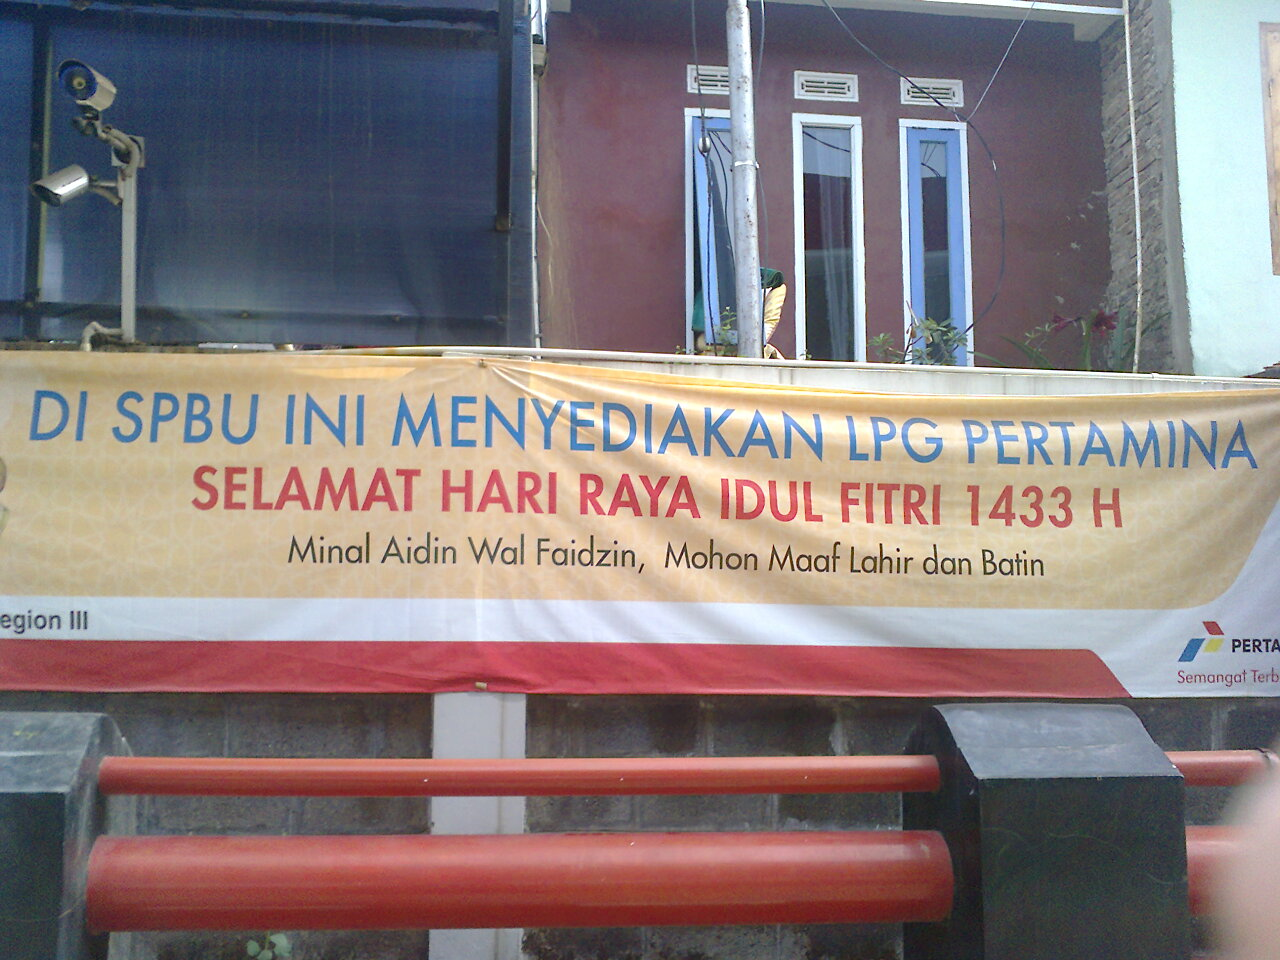 DI SPBU INI MENYEDIAKAN LPG PERTAMINA
SELAMAT HARI RAYA IDUL FITRI 1433 H
Minal Aidin Wal Faidzin, Mohon Maaf Lahir dan Batin
egion III
PERTA
Semangat Terb